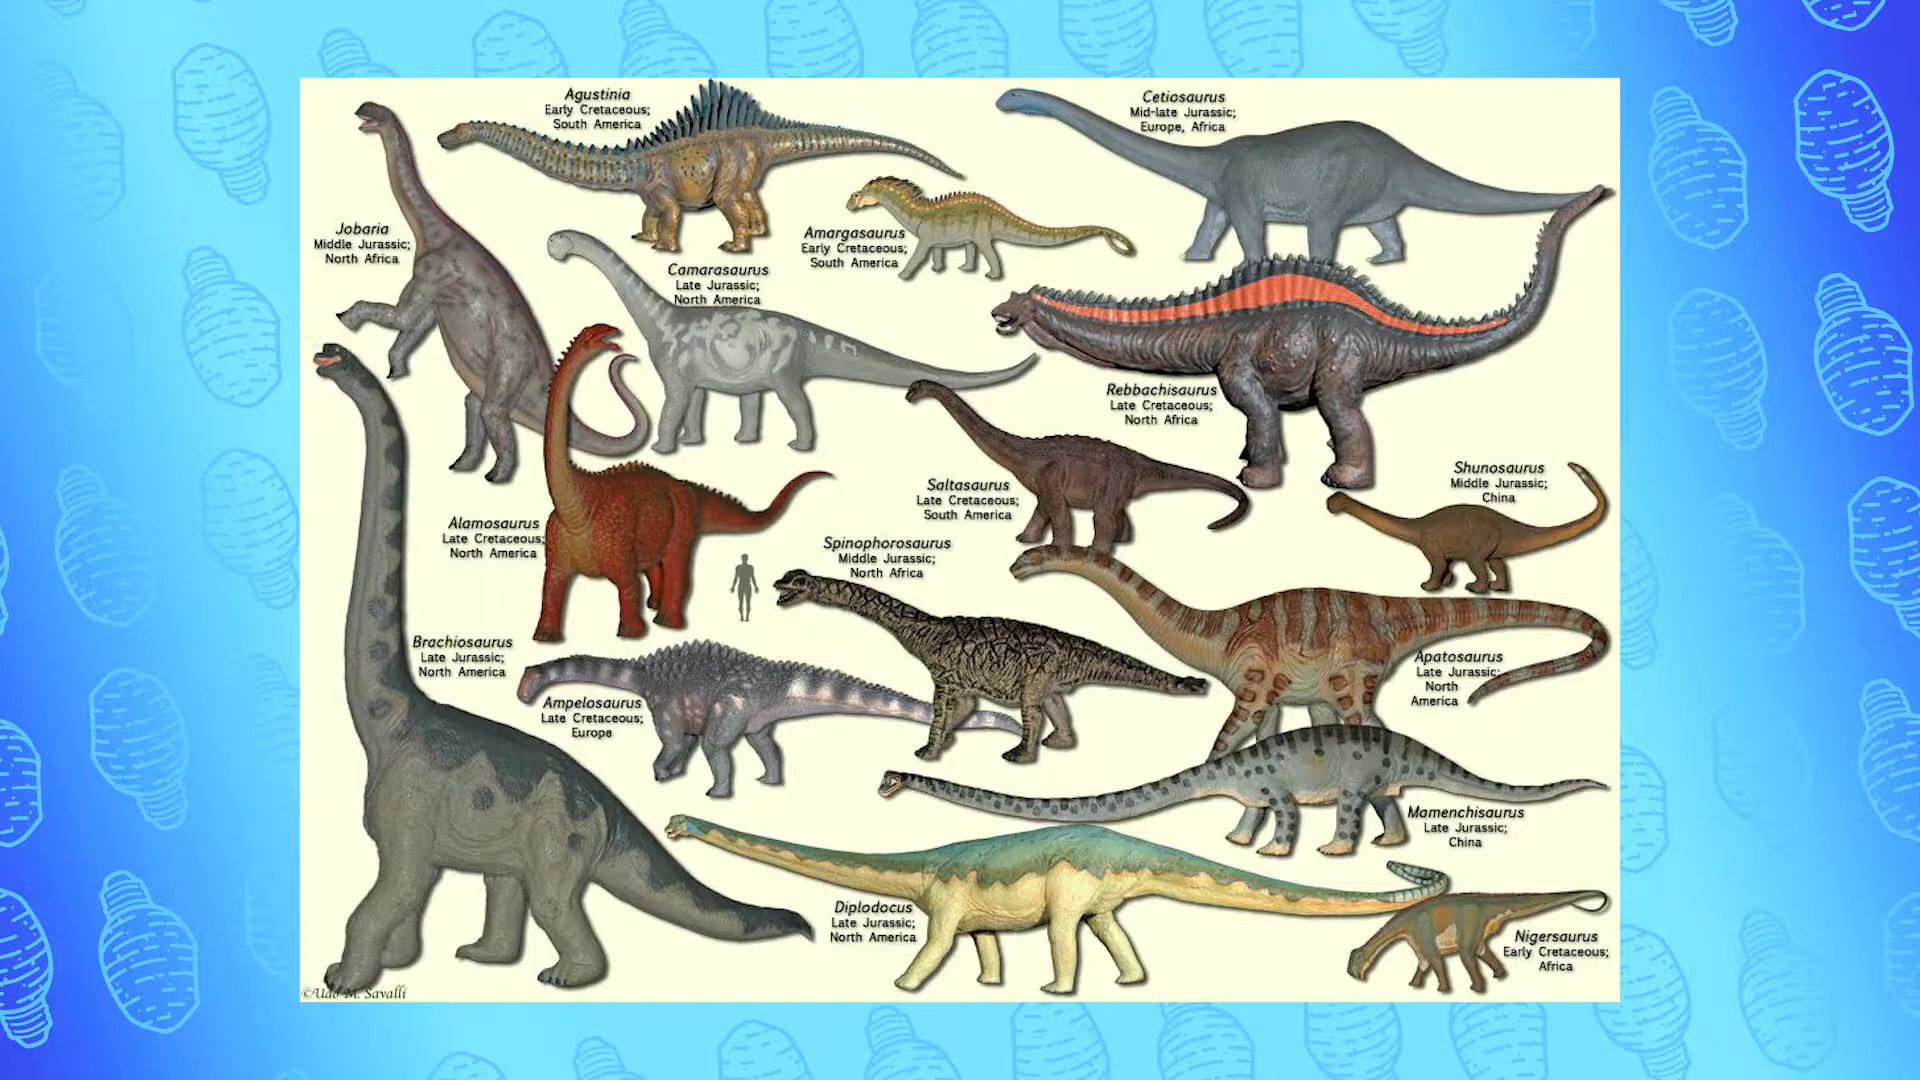 Agustinia
Early Cretaceous;
South America
Cetiosaurus
Mid-late Jurassic;
Europe, Africa
Jobaria
Middle Jurassic;
North Africa
Amargasaurus
Early Cretaceous;
South America
Camarasaurus
Late Jurassic;
North America
Rebbachisaurus
Late Cretaceous;
North Africa
Saltasaurus
Late Cretaceous;
South America
Shunosaurus
Middle Jurassic;
China
Alamosaurus
Late Cretaceous;
North America
Spinophorosaurus
Middle Jurassic;
North Africa
Brachiosaurus
Late Jurassic;
North America
Apatosaurus
Late Jurassic;
North
America
Ampelosaurus
Late Cretaceous;
Europe
Mamenchisaurus
Late Jurassic;
China
Diplodocus
Late Jurassic;
North America
Nigersaurus
Early Cretaceous;
Africa
©Udo M. Savalli